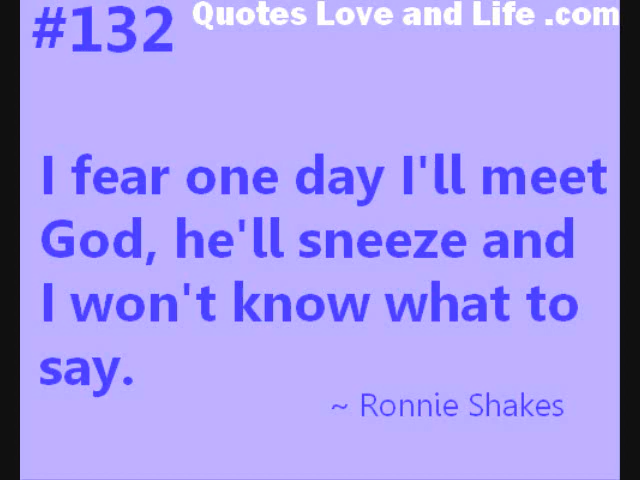 #132
Quotes Love and Life .com
I fear one day I'll meet
God, he'll sneeze and
I won't know what to
say.
~ Ronnie Shakes